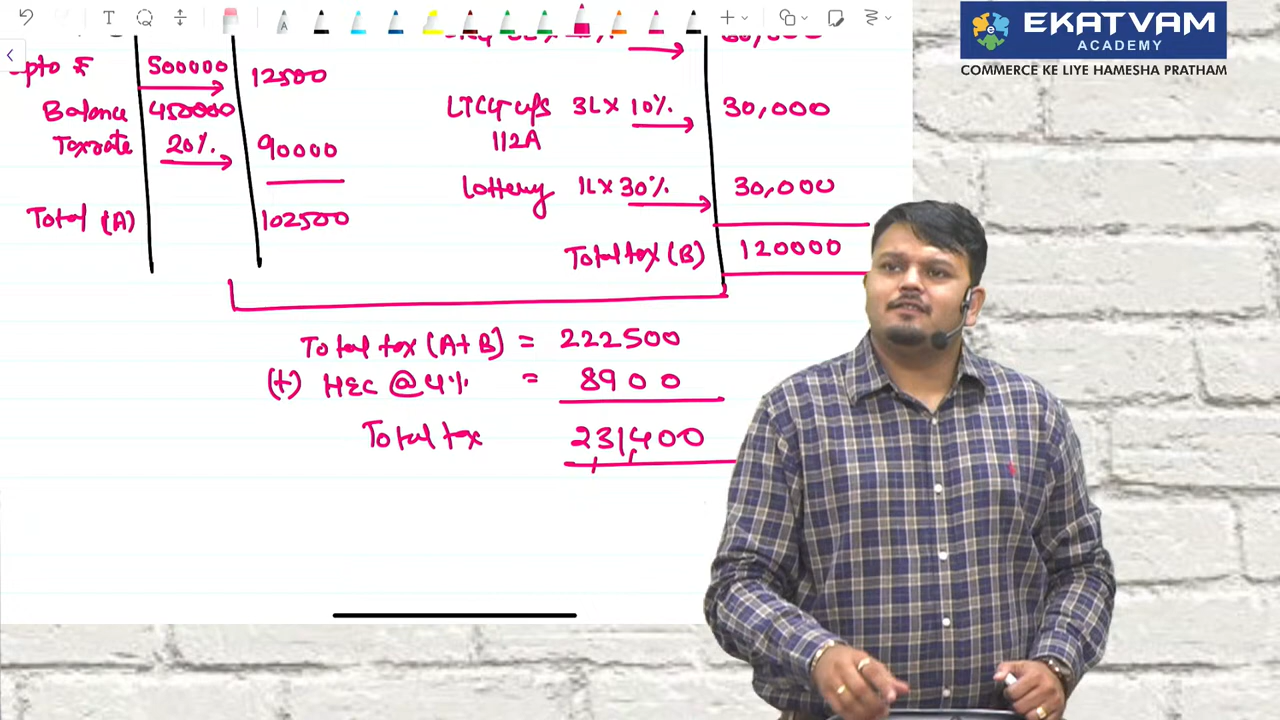 EKATVAM
ACADEMY
COMMERCE KE LIYE HAMESHA PRATHAM
upto ₹ 500000 12500
Balance 450000
Tax rate 20% 90000
Total (A) 102500
LTCG u/s 3L x 10% 30,000
112A
Lottery 1L x 30% 30,000
Total tax (B) 120000
Total tax (A+B) = 222500
(+) HEC @ 4% = 8900
Total tax 231400